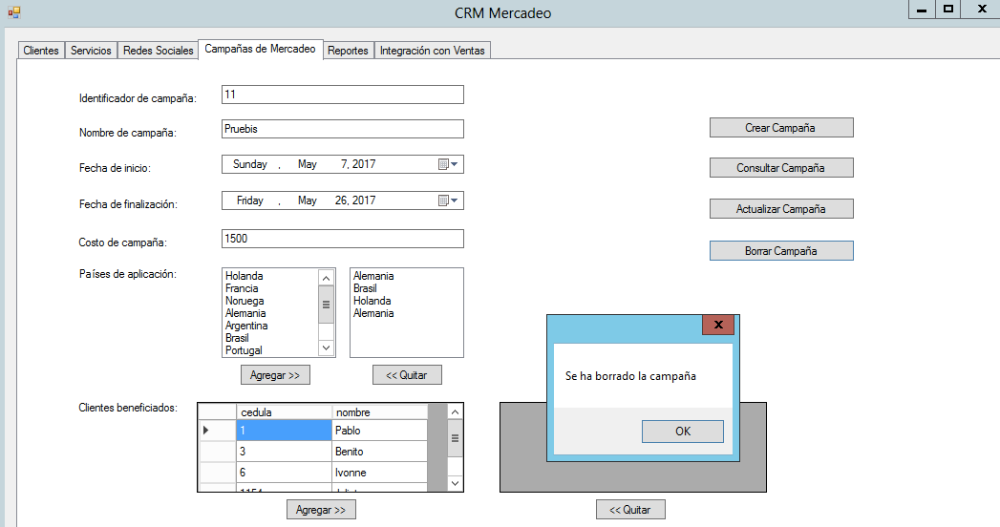 CRM Mercadeo
Clientes Servicios Redes Sociales Campañas de Mercadeo Reportes Integración con Ventas
Identificador de campaña: 11
Nombre de campaña: Pruebis
Crear Campaña
Fecha de inicio: Sunday , May 7, 2017
Consultar Campaña
Fecha de finalización: Friday , May 26, 2017
Actualizar Campaña
Costo de campaña: 1500
Borrar Campaña
Países de aplicación:
Holanda
Francia
Noruega
Alemania
Argentina
Brasil
Portugal
Alemania
Brasil
Holanda
Alemania
Agregar >>
<< Quitar
Se ha borrado la campaña
OK
Clientes beneficiados:
cedula nombre
1 Pablo
3 Benito
6 Ivonne
Agregar >>
<< Quitar